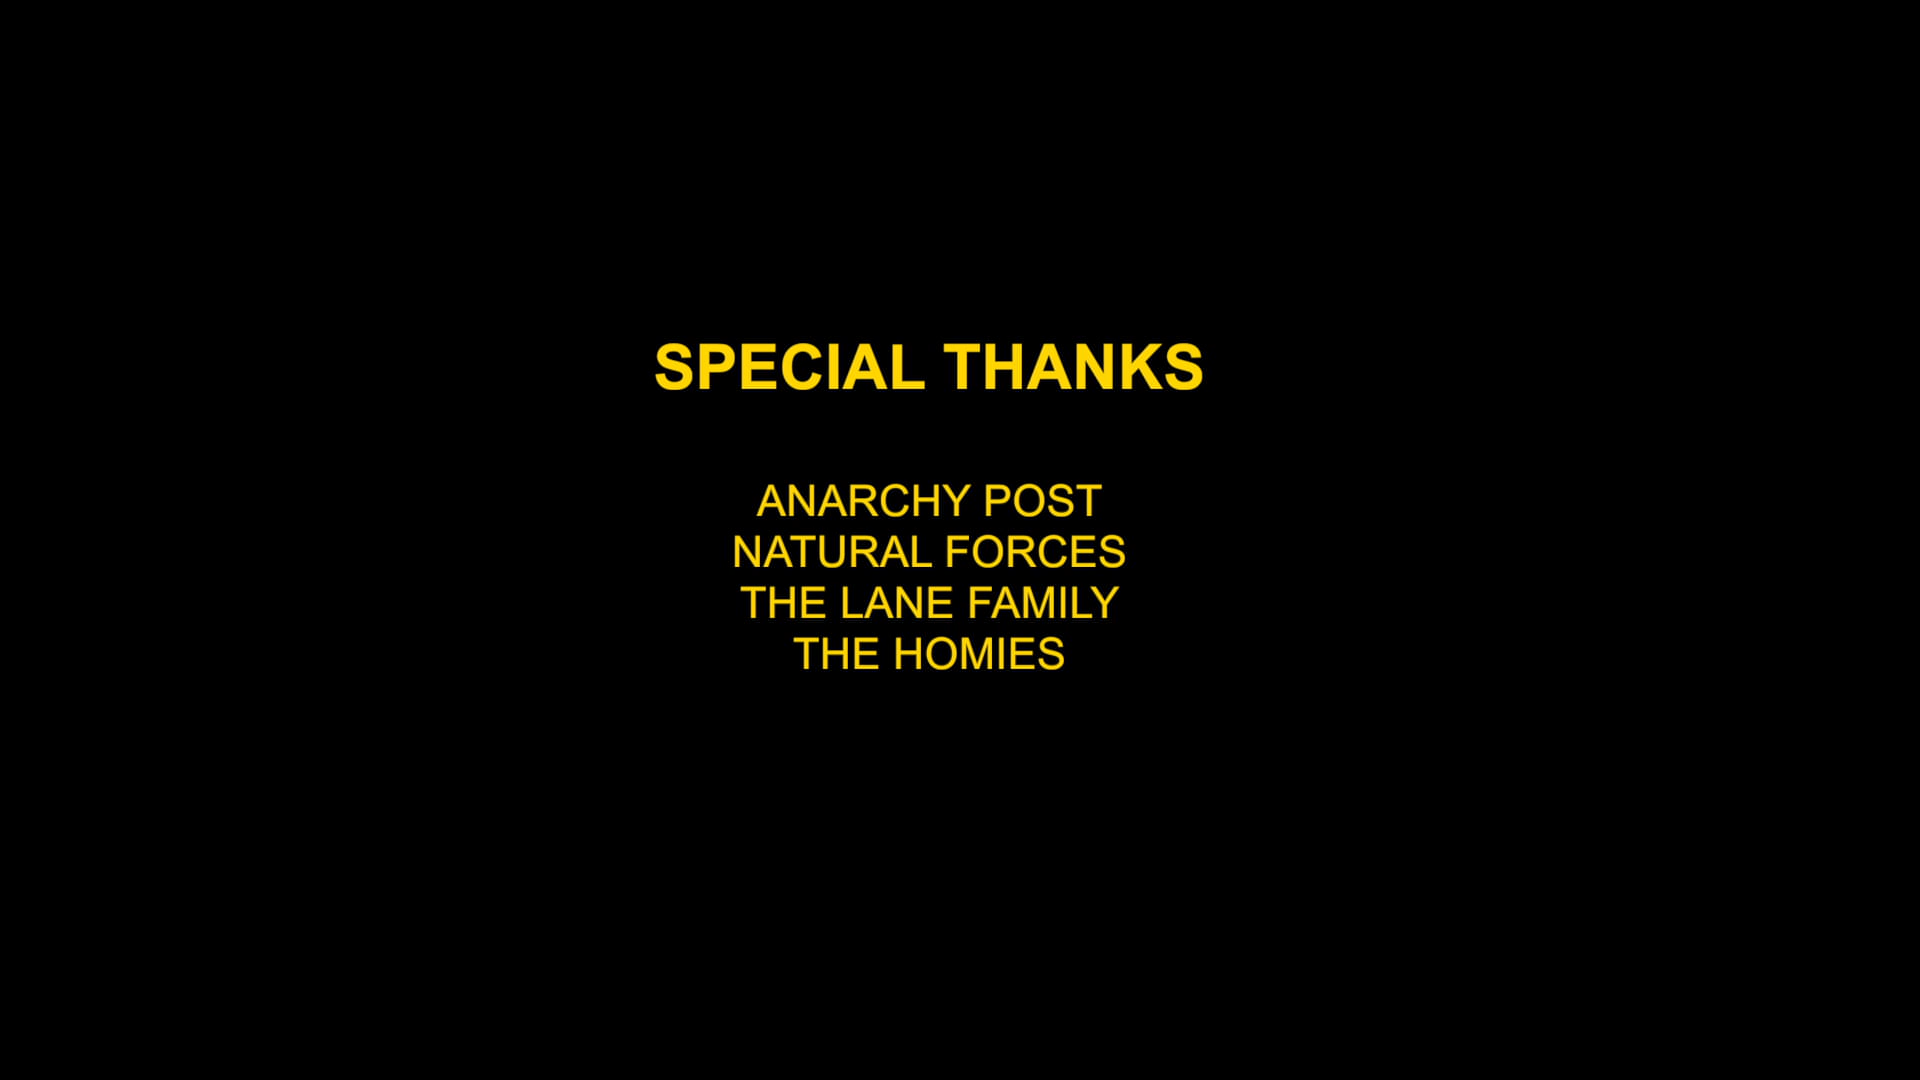 SPECIAL THANKS
ANARCHY POST
NATURAL FORCES
THE LANE FAMILY
THE HOMIES